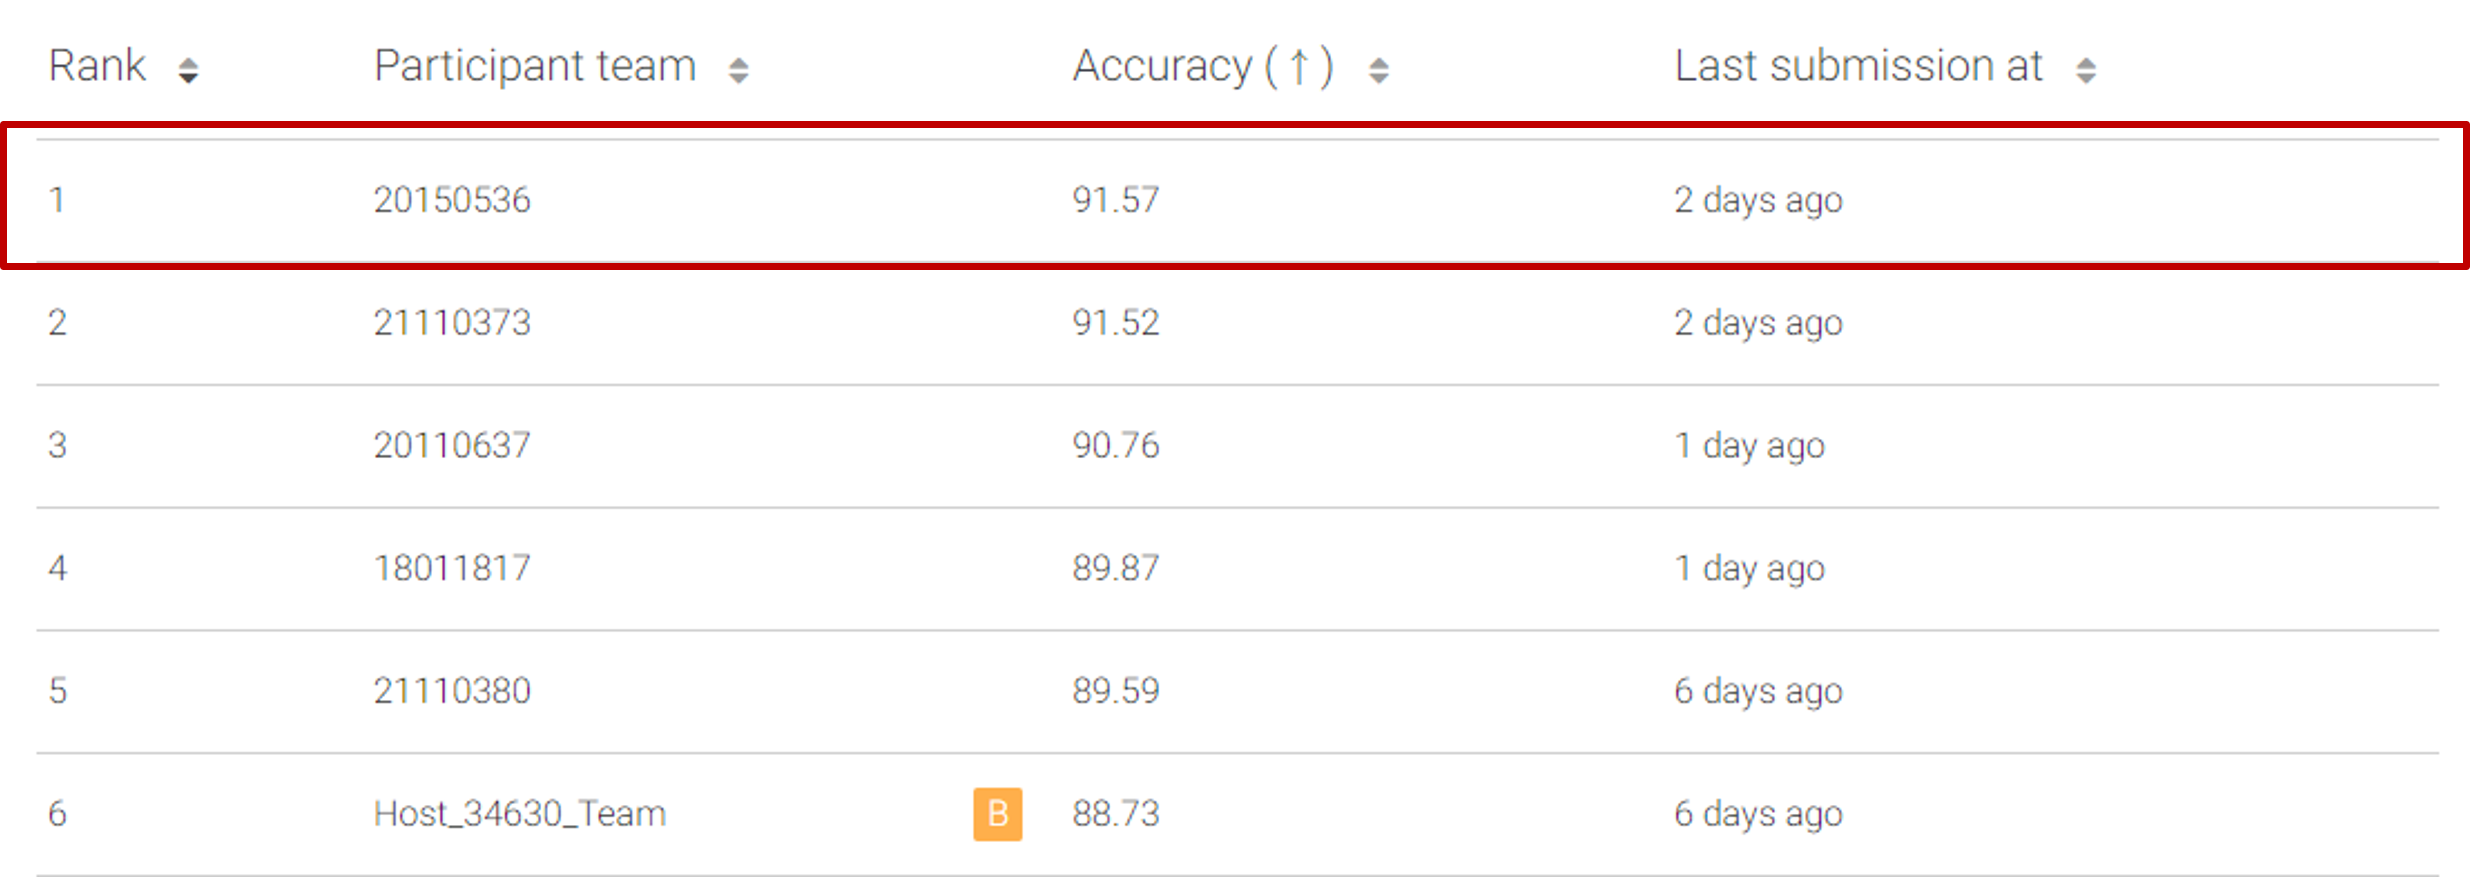 Rank Participant team Accuracy (↑) Last submission at
1 20150536 91.57 2 days ago
2 21110373 91.52 2 days ago
3 20110637 90.76 1 day ago
4 18011817 89.87 1 day ago
5 21110380 89.59 6 days ago
6 Host_34630_Team B 88.73 6 days ago